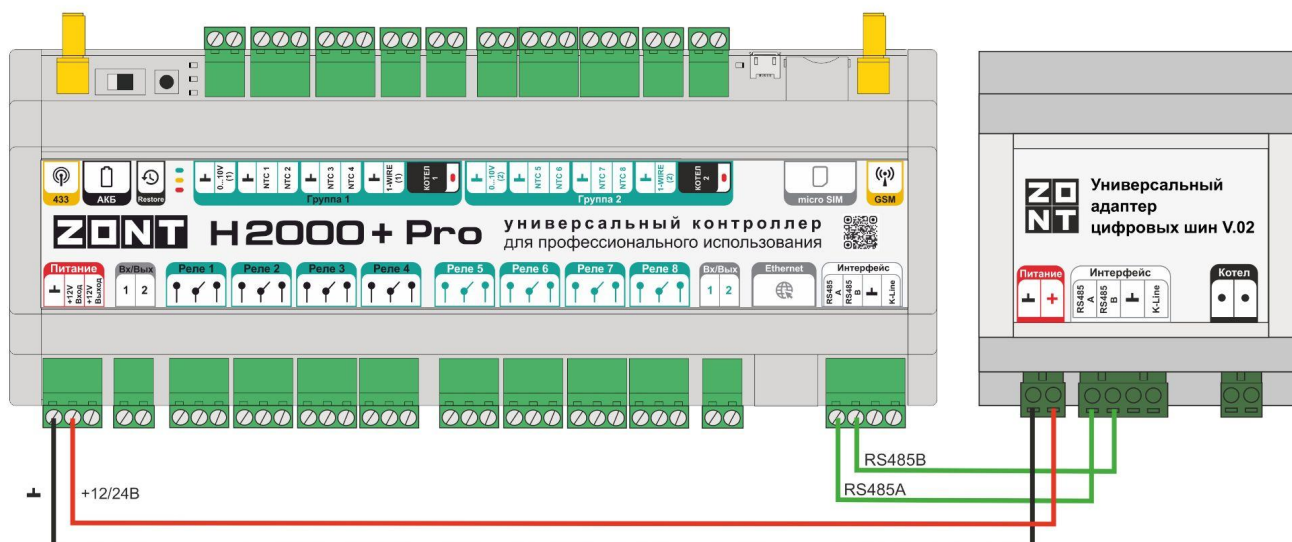 433
АКБ
Restore
0...10V (1)
NTC 1
NTC 2
NTC 3
NTC 4
1-WIRE (1)
КОТЕЛ 1
Группа 1
0...10V (2)
NTC 5
NTC 6
NTC 7
NTC 8
1-WIRE (2)
КОТЕЛ 2
Группа 2
micro SIM
GSM
ZONT H2000+ Pro
универсальный контроллер
для профессионального использования
Питание
+12V Вход
+12V Выход
Вх/Вых
1 2
Реле 1
Реле 2
Реле 3
Реле 4
Реле 5
Реле 6
Реле 7
Реле 8
Вх/Вых
1 2
Ethernet
Интерфейс
RS485 A
RS485 B
K-Line
ZONT
Универсальный
адаптер
цифровых шин V.02
Питание
+
Интерфейс
RS485 A
RS485 B
K-Line
Котел
RS485B
RS485A
+12/24В